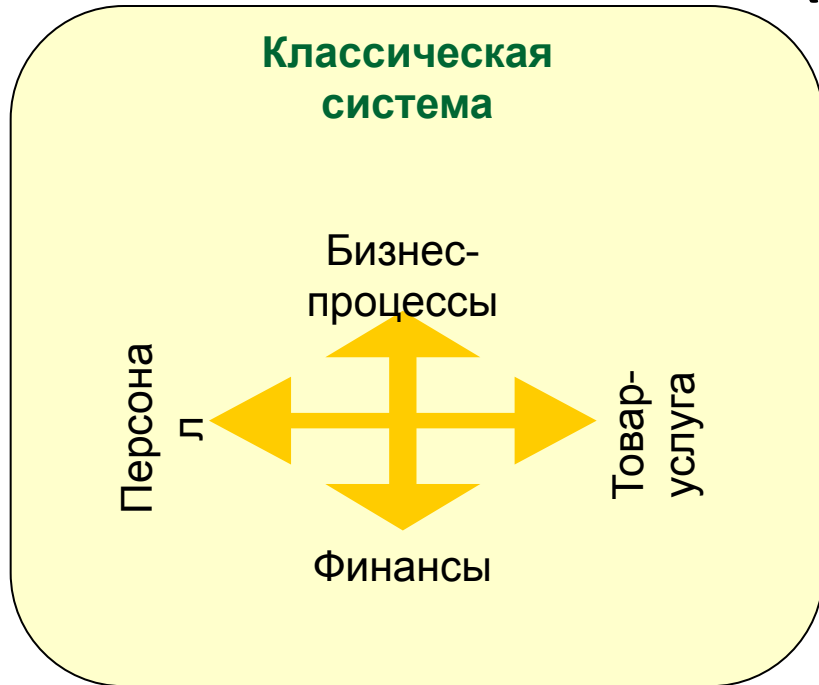 Классическая
система
Бизнес-
процессы
Персона
л
Товар-
услуга
Финансы